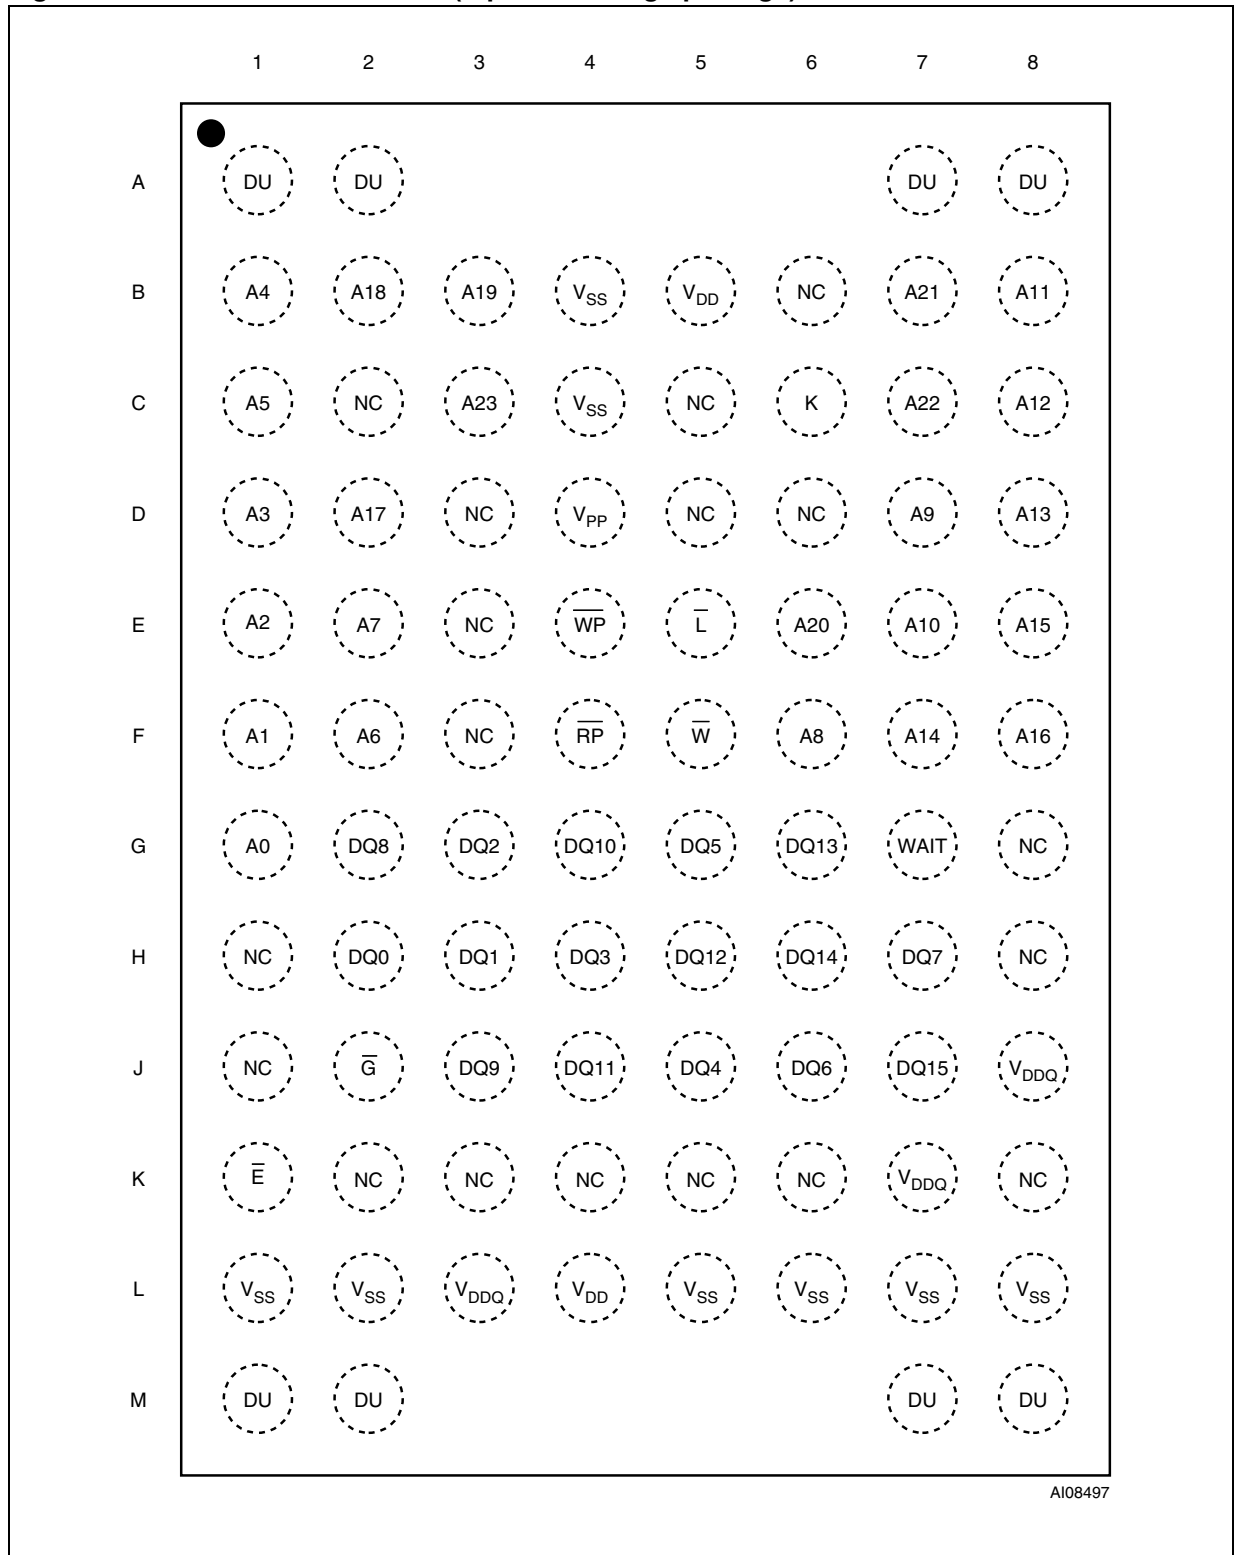 1 2 3 4 5 6 7 8
A DU DU DU DU
B A4 A18 A19 VSS VDD NC A21 A11
C A5 NC A23 VSS NC K A22 A12
D A3 A17 NC VPP NC NC A9 A13
E A2 A7 NC W̅P̅ L̅ A20 A10 A15
F A1 A6 NC R̅P̅ W̅ A8 A14 A16
G A0 DQ8 DQ2 DQ10 DQ5 DQ13 WAIT NC
H NC DQ0 DQ1 DQ3 DQ12 DQ14 DQ7 NC
J NC G̅ DQ9 DQ11 DQ4 DQ6 DQ15 VDDQ
K E̅ NC NC NC NC NC VDDQ NC
L VSS VSS VDDQ VDD VSS VSS VSS VSS
M DU DU DU DU
AI08497